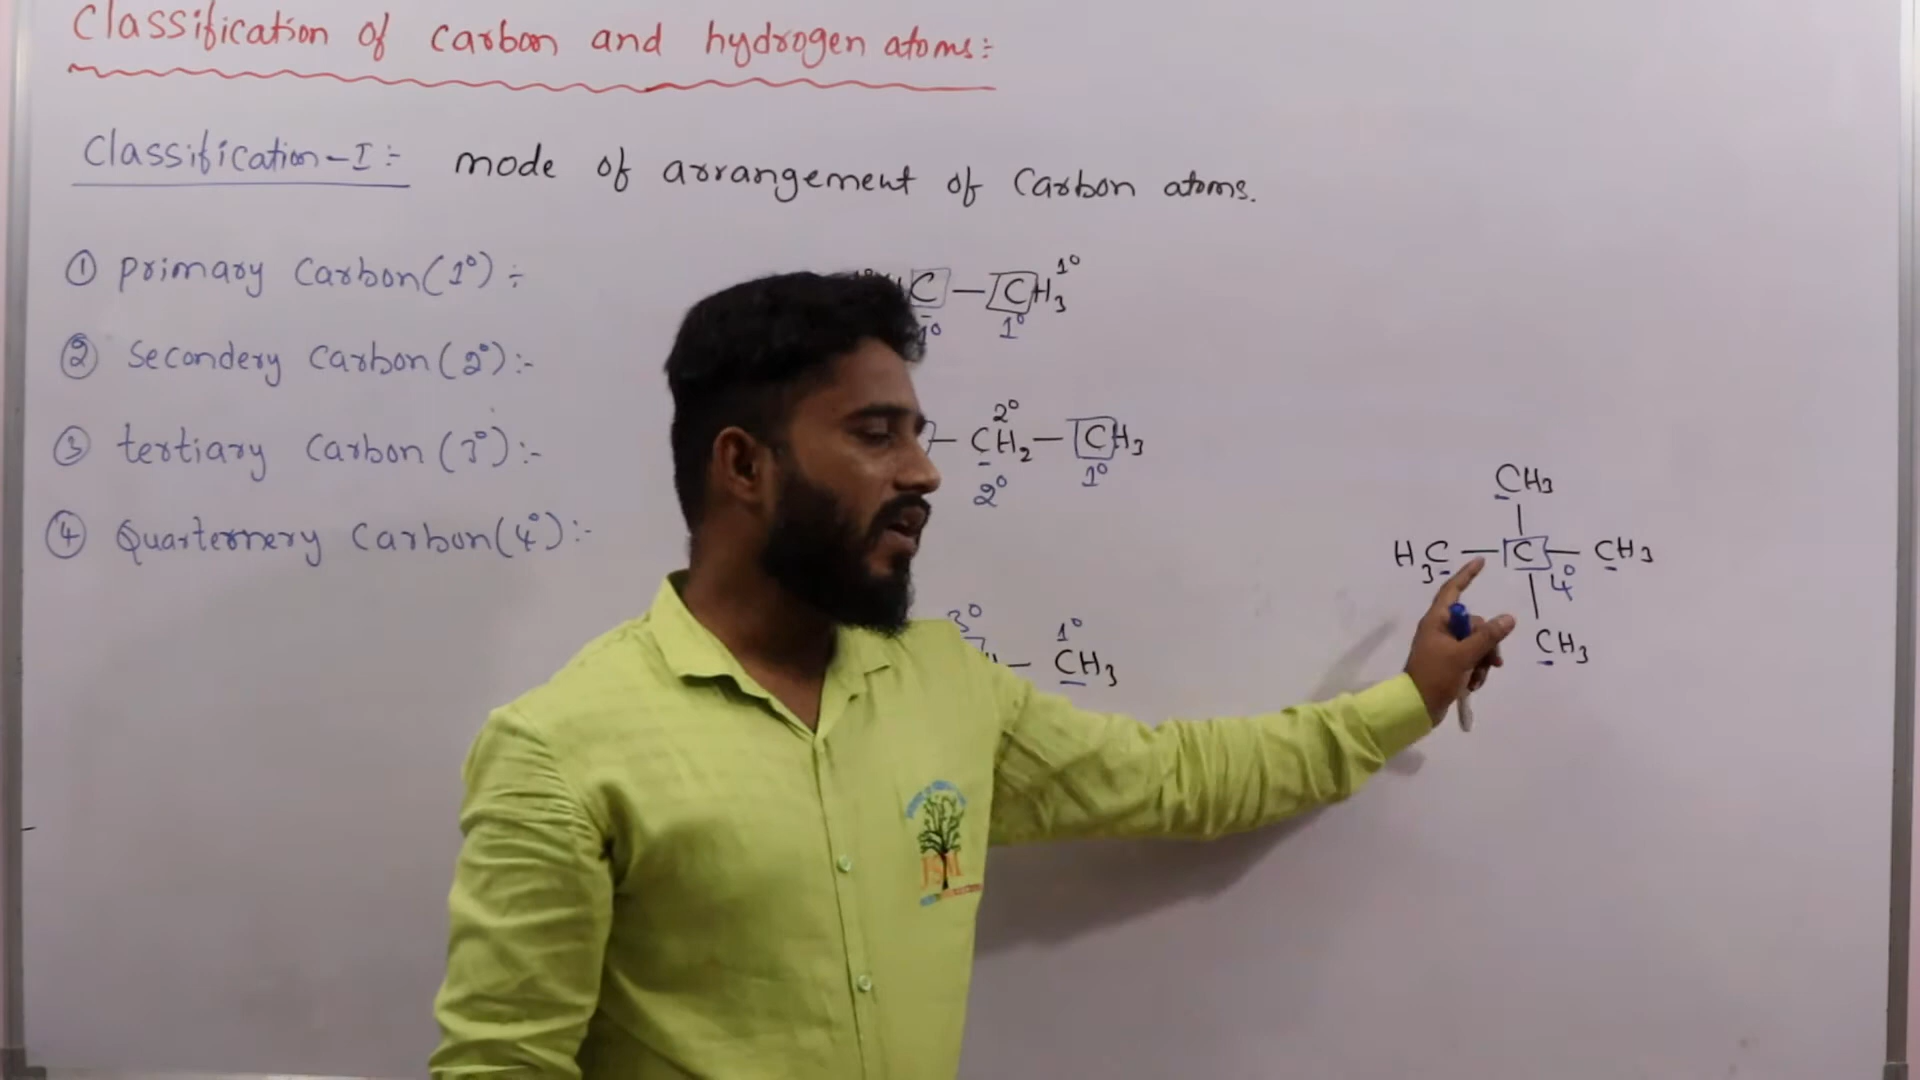 Classification of carbon and hydrogen atoms:-
Classification-I:- mode of arrangement of Carbon atoms.
① primary Carbon(1°) :-
② Secondery Carbon(2°):-
③ tertiary Carbon(3°):-
④ Quarternery Carbon(4°):-
1°
C — CH₃
1° 1°
2°
— CH₂ — CH₃
2° 1°
3° 1°
— CH₃
CH₃
H₃C — C — CH₃
4°
CH₃
JSM